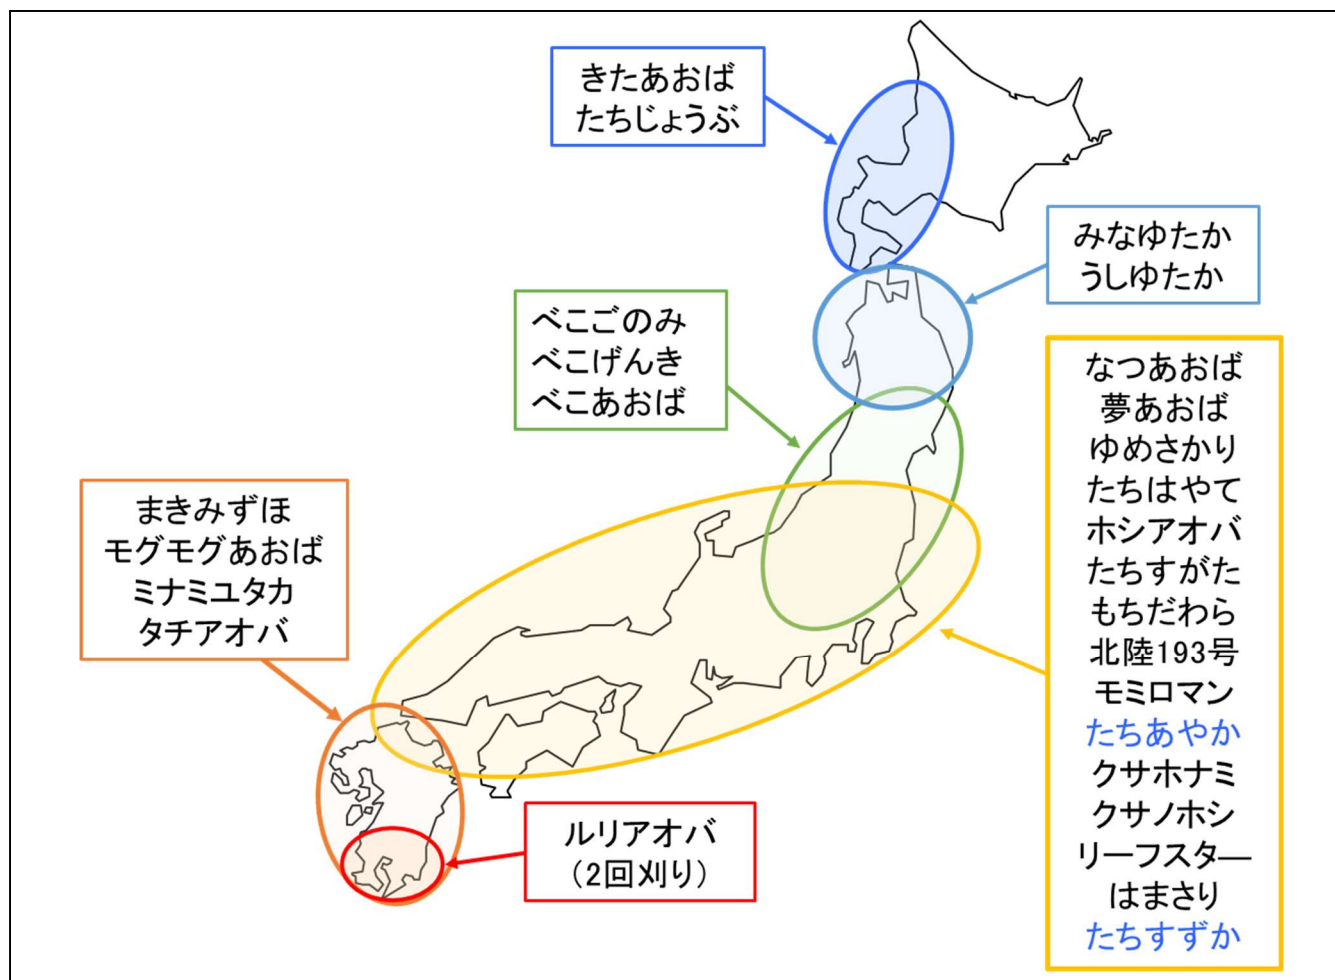 きたあおば
たちじょうぶ
みなゆたか
うしゆたか
べこごのみ
べこげんき
べこあおば
なつあおば
夢あおば
ゆめさかり
たちはやて
ホシアオバ
たちすがた
もちだわら
北陸193号
モミロマン
たちあやか
クサホナミ
クサノホシ
リーフスター
はまさり
たちすずか
まきみずほ
モグモグあおば
ミナミユタカ
タチアオバ
ルリアオバ
(2回刈り)